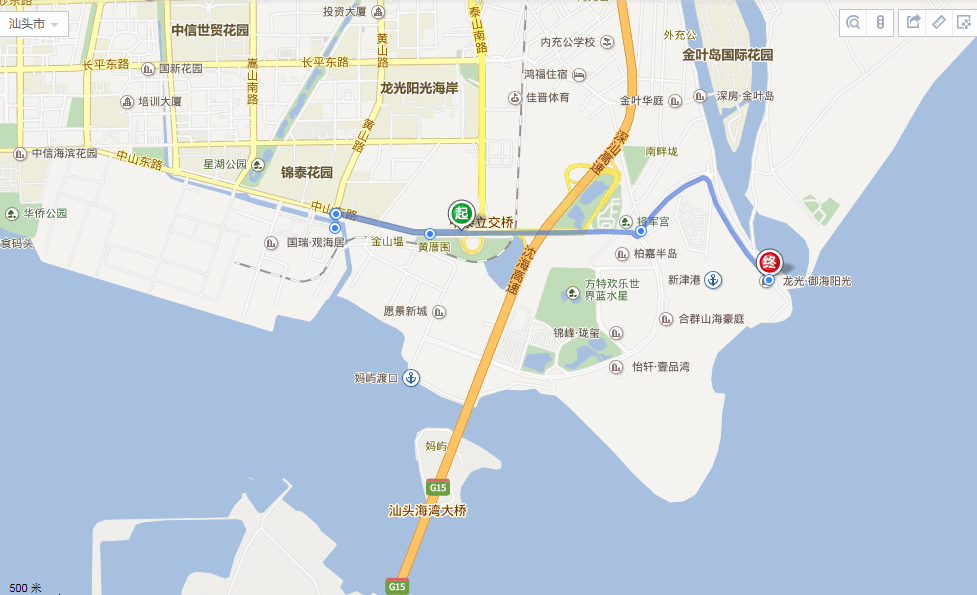 汕头市
投资大厦
中信世贸花园
泰山南路
黄山路
内充公学校
外充公
金叶岛国际花园
长平东路
国新花园
嵩山南路
长平东路
鸿福住宿
龙光阳光海岸
培训大厦
佳晋体育
金叶华庭
深房·金叶岛
黄山路
深汕高速
中信海滨花园
中山东路
星湖公园
锦泰花园
南畔垅
华侨公园
中山东路
起
立交桥
将军宫
食码头
国瑞·观海居
金山塭
黄厝围
沈海高速
柏嘉半岛
终
新津港
龙光·御海阳光
方特欢乐世
界蓝水星
愿景新城
合群山海豪庭
锦峰·珑玺
怡轩·壹品湾
妈屿渡口
妈屿
G15
汕头海湾大桥
G15
500 米